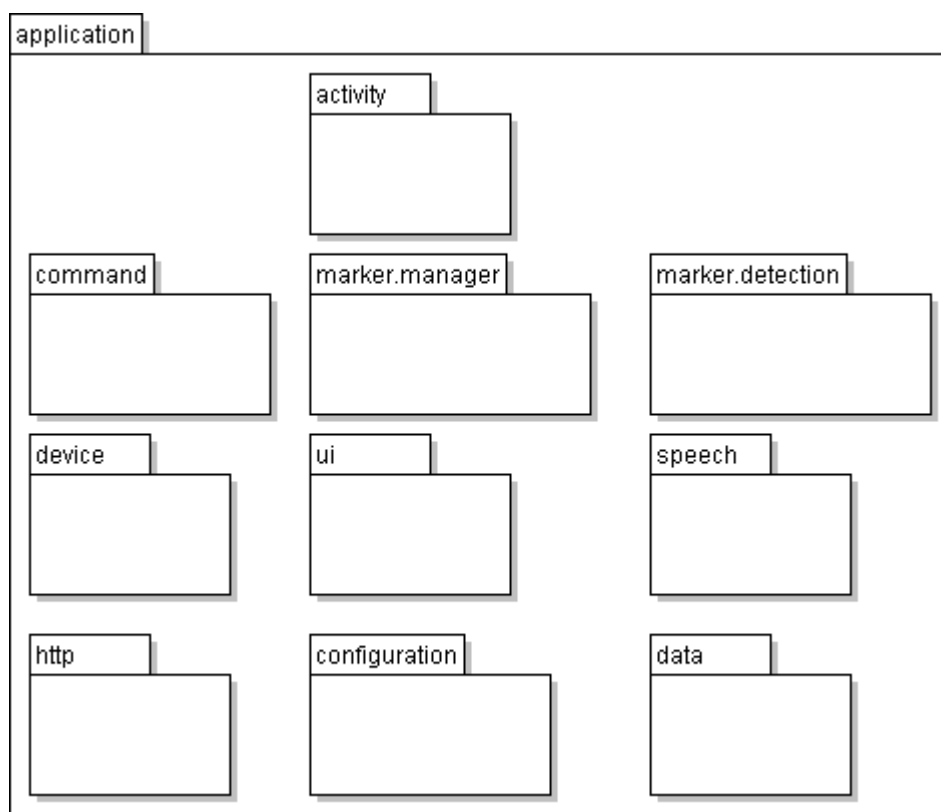 application
activity
command
marker.manager
marker.detection
device
ui
speech
http
configuration
data